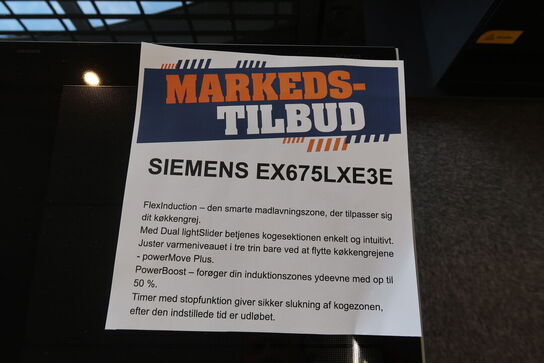 MARKEDS-
TILBUD
SIEMENS EX675LXE3E
FlexInduction – den smarte madlavningszone, der tilpasser sig
dit køkkengrej.
Med Dual lightSlider betjenes kogesektionen enkelt og intuitivt.
Juster varmeniveauet i tre trin bare ved at flytte køkkengrejene
- powerMove Plus.
PowerBoost – forøger din induktionszones ydeevne med op til
50 %.
Timer med stopfunktion giver sikker slukning af kogezonen,
efter den indstillede tid er udløbet.